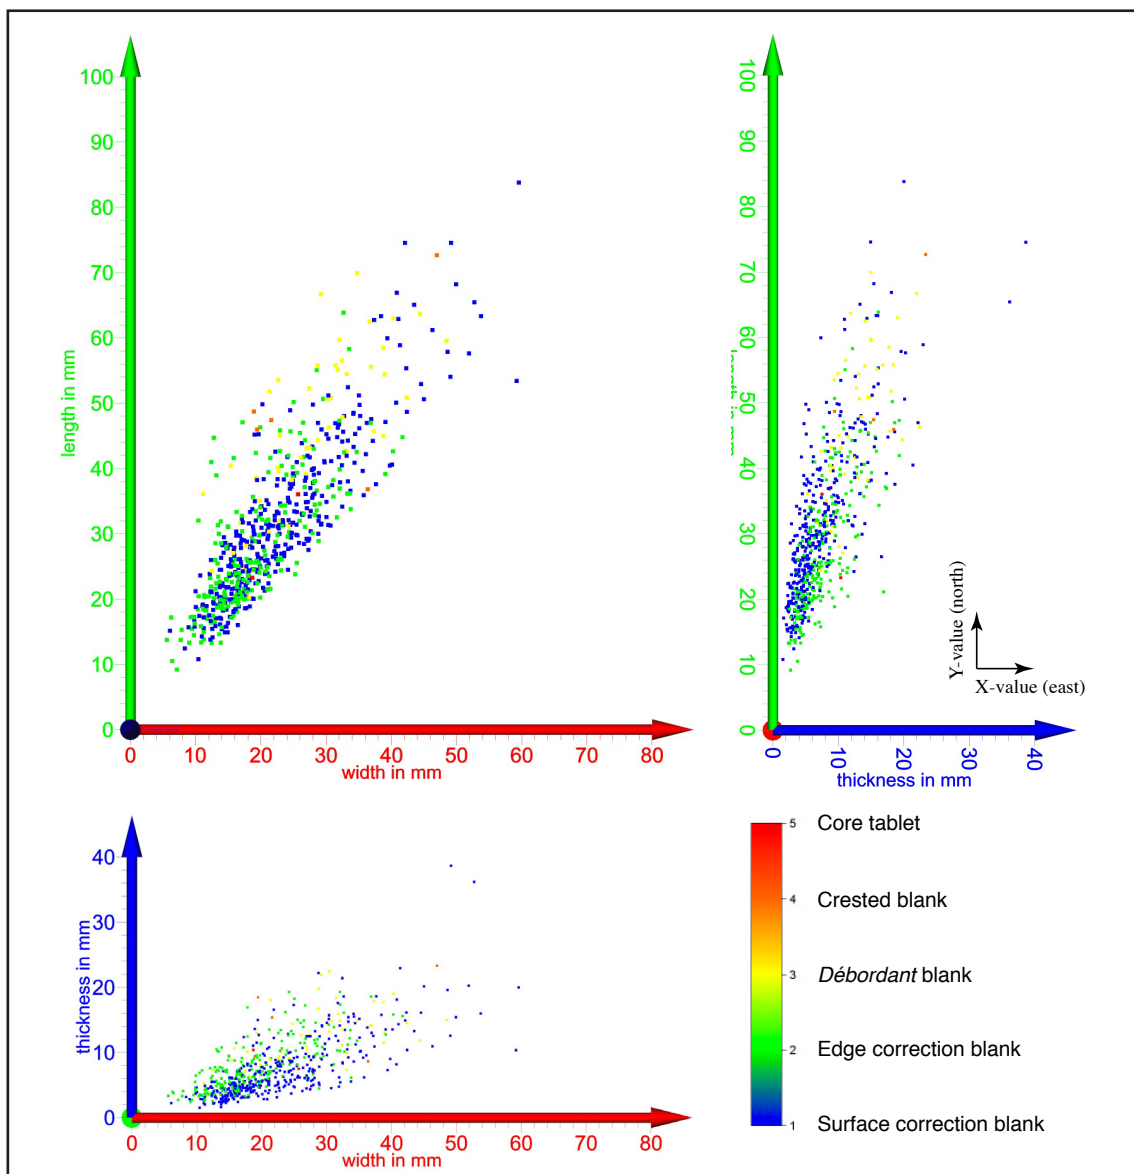 100
90
80
70
60
50
40
30
20
10
0
length in mm
0 10 20 30 40 50 60 80
width in mm
100
90
80
70
60
50
40
30
20
10
0
0 10 20 30 40
thickness in mm
Y-value (north)
X-value (east)
40
30
20
10
0
thickness in mm
0 10 20 30 40 50 60 70 80
width in mm
5 Core tablet
4 Crested blank
3 Débordant blank
2 Edge correction blank
1 Surface correction blank